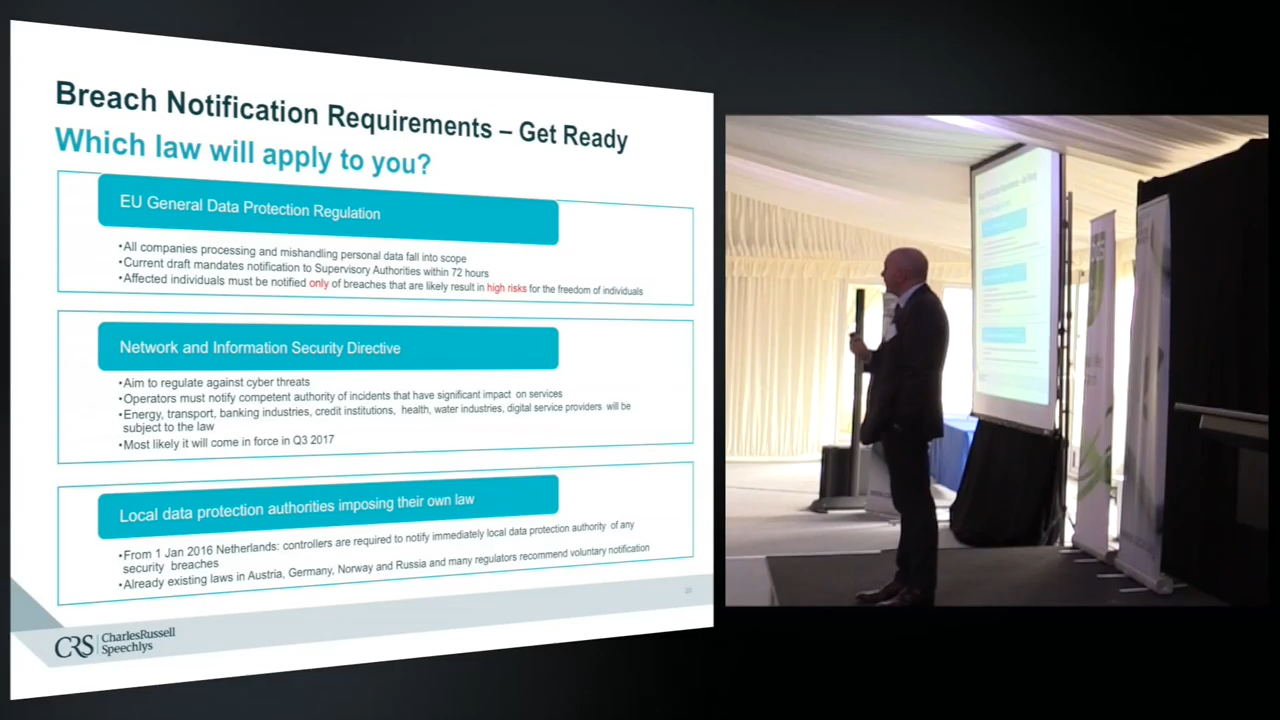 Breach Notification Requirements – Get Ready
Which law will apply to you?
EU General Data Protection Regulation
•All companies processing and mishandling personal data fall into scope
•Current draft mandates notification to Supervisory Authorities within 72 hours
•Affected individuals must be notified only of breaches that are likely result in high risks for the freedom of individuals
Network and Information Security Directive
•Aim to regulate against cyber threats
•Operators must notify competent authority of incidents that have significant impact on services
•Energy, transport, banking industries, credit institutions, health, water industries, digital service providers will be
subject to the law
•Most likely it will come in force in Q3 2017
Local data protection authorities imposing their own law
•From 1 Jan 2016 Netherlands: controllers are required to notify immediately local data protection authority of any
security breaches
•Already existing laws in Austria, Germany, Norway and Russia and many regulators recommend voluntary notification
CRS CharlesRussell
Speechlys